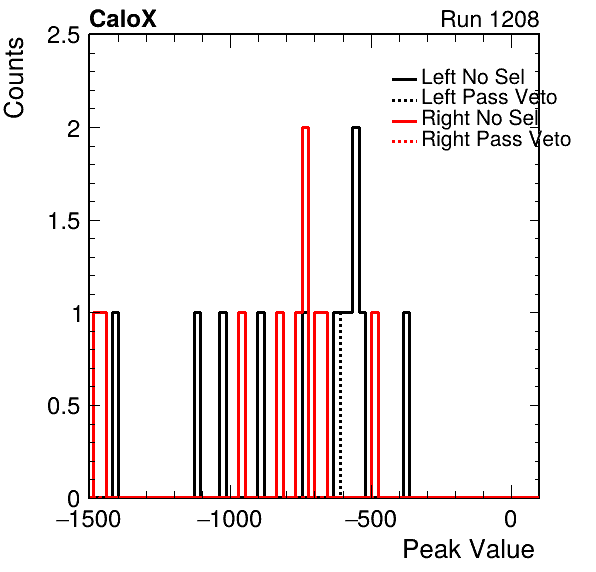 CaloX Run 1208
Counts
2.5
2
1.5
1
0.5
0
Left No Sel
Left Pass Veto
Right No Sel
Right Pass Veto
−1500 −1000 −500 0
Peak Value